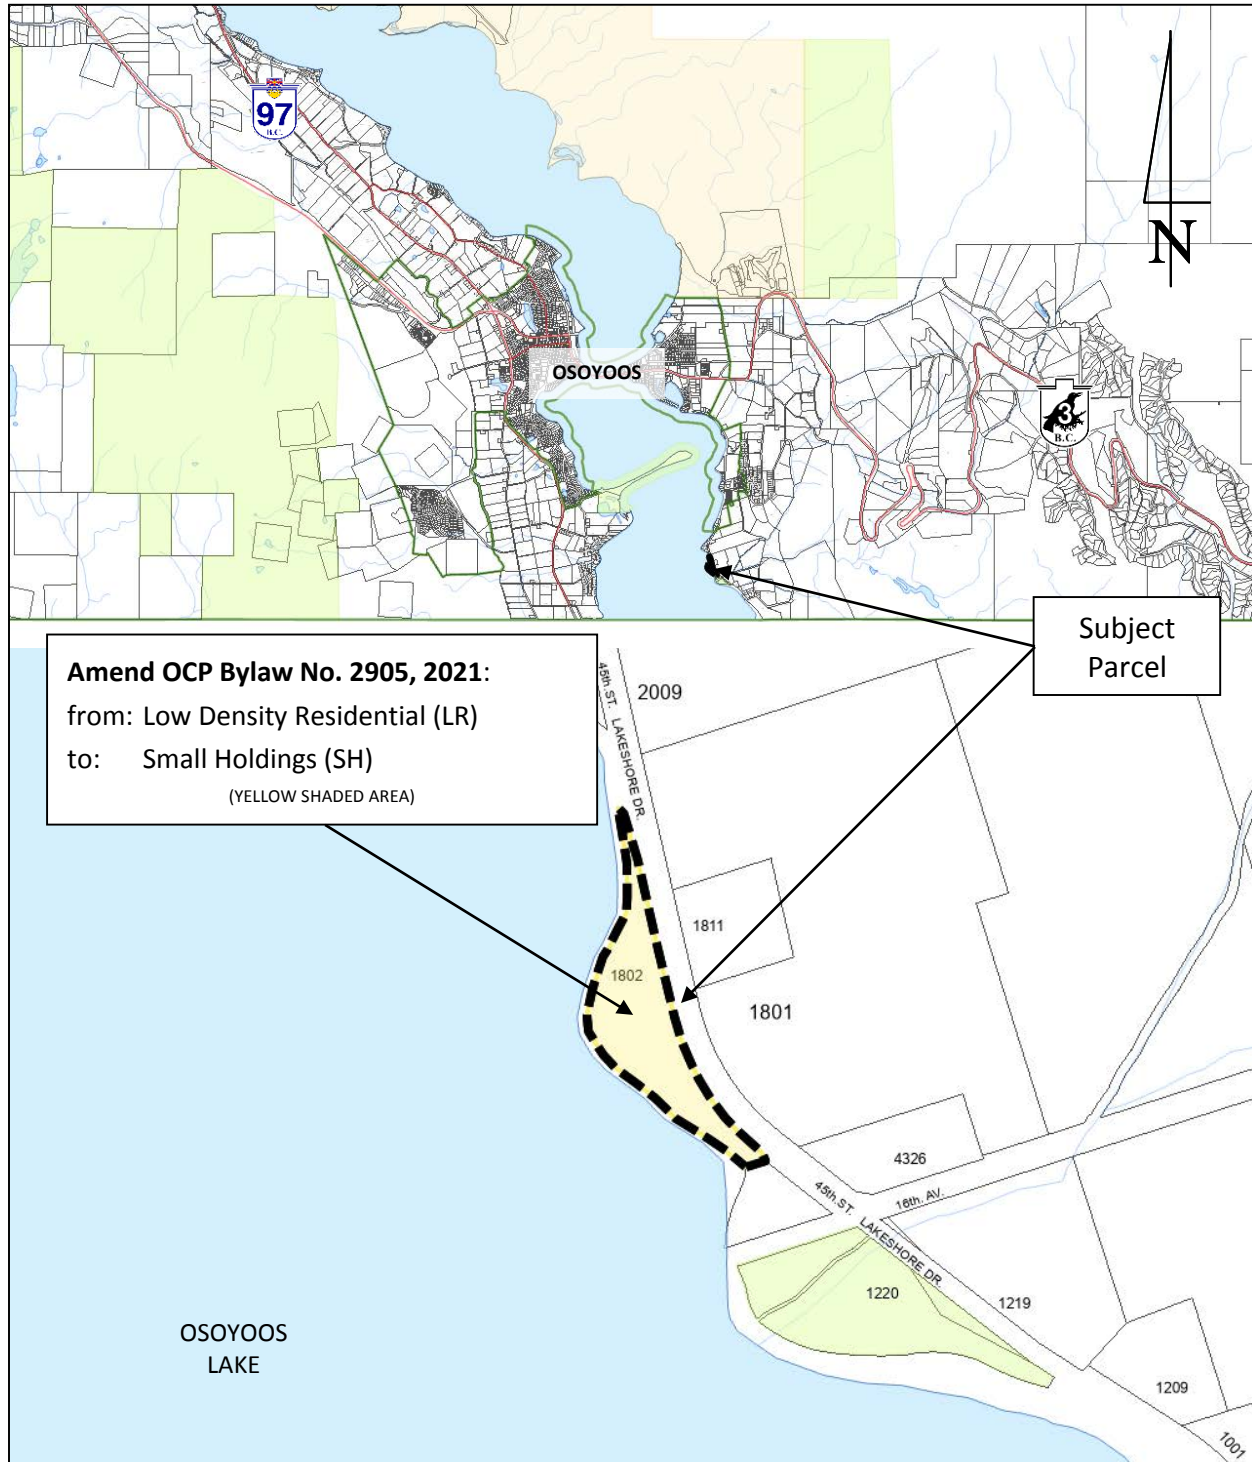 97
B.C.
N
OSOYOOS
3
B.C.
Subject
Parcel
Amend OCP Bylaw No. 2905, 2021:
from: Low Density Residential (LR)
to: Small Holdings (SH)
(YELLOW SHADED AREA)
45th. ST. LAKESHORE DR.
2009
1811
1802
1801
4326
16th. AV.
45th. ST. LAKESHORE DR.
1220
1219
1209
1001
OSOYOOS
LAKE